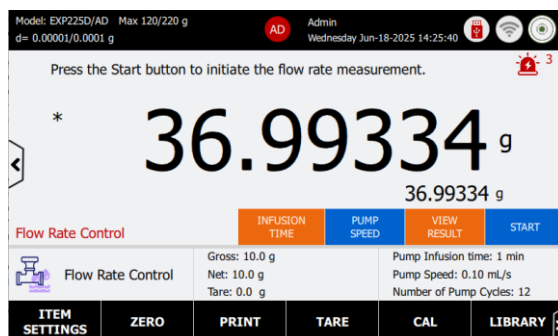 Model: EXP225D/AD Max 120/220 g
d= 0.00001/0.0001 g
AD
Admin
Wednesday Jun-18-2025 14:25:40
Press the Start button to initiate the flow rate measurement.
3
*
36.99334 g
36.99334 g
Flow Rate Control
INFUSION TIME
PUMP SPEED
VIEW RESULT
START
Flow Rate Control
Gross: 10.0 g
Net: 10.0 g
Tare: 0.0 g
Pump Infusion time: 1 min
Pump Speed: 0.10 mL/s
Number of Pump Cycles: 12
ITEM SETTINGS
ZERO
PRINT
TARE
CAL
LIBRARY